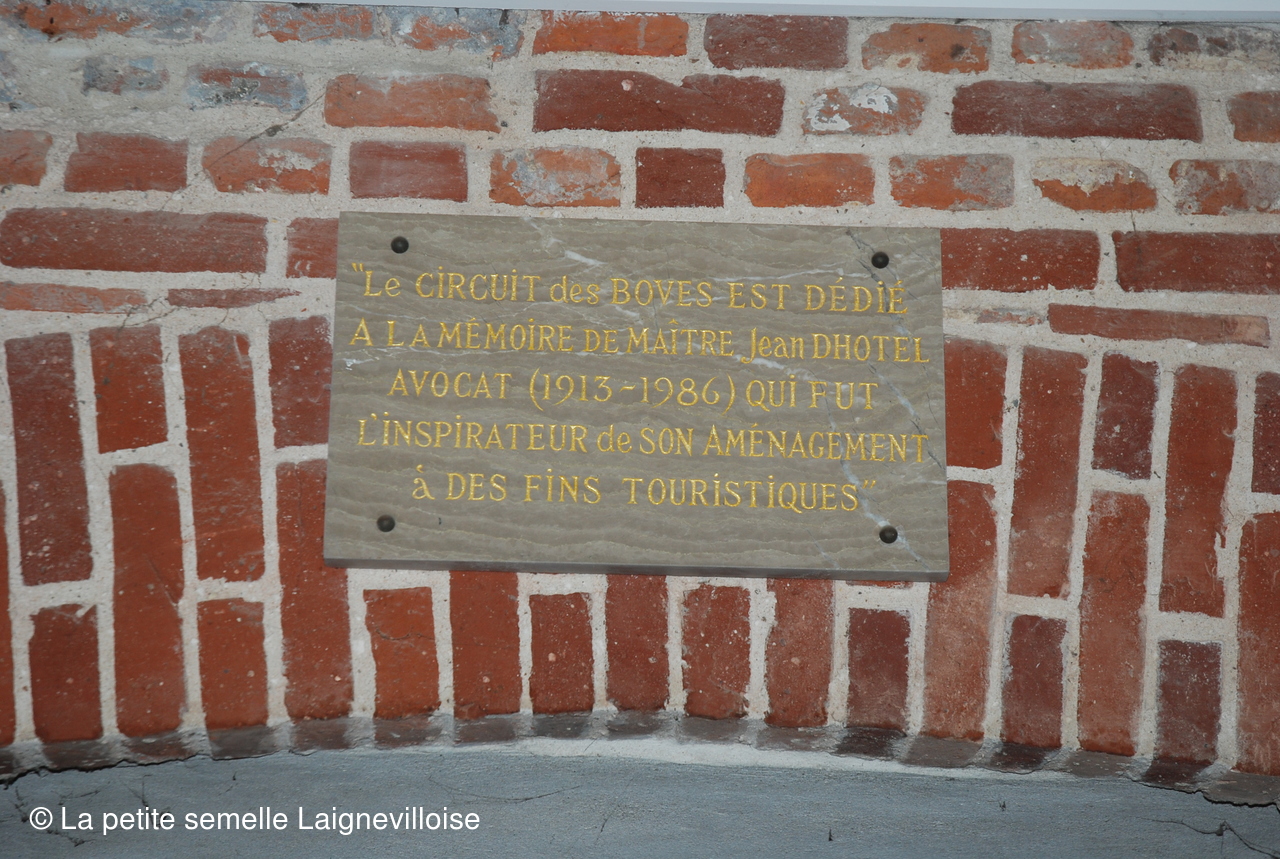 "Le CiRCUiT des BOVES EST DÉDiÉ
A LA MÉMOiRE DE MAÎTRE Jean DHOTEL
AVOCAT (1913-1986) QUi FUT
L'iNSPiRATEUR de SON AMÉNAGEMENT
à DES FiNS TOURiSTiQUES"
© La petite semelle Laignevilloise